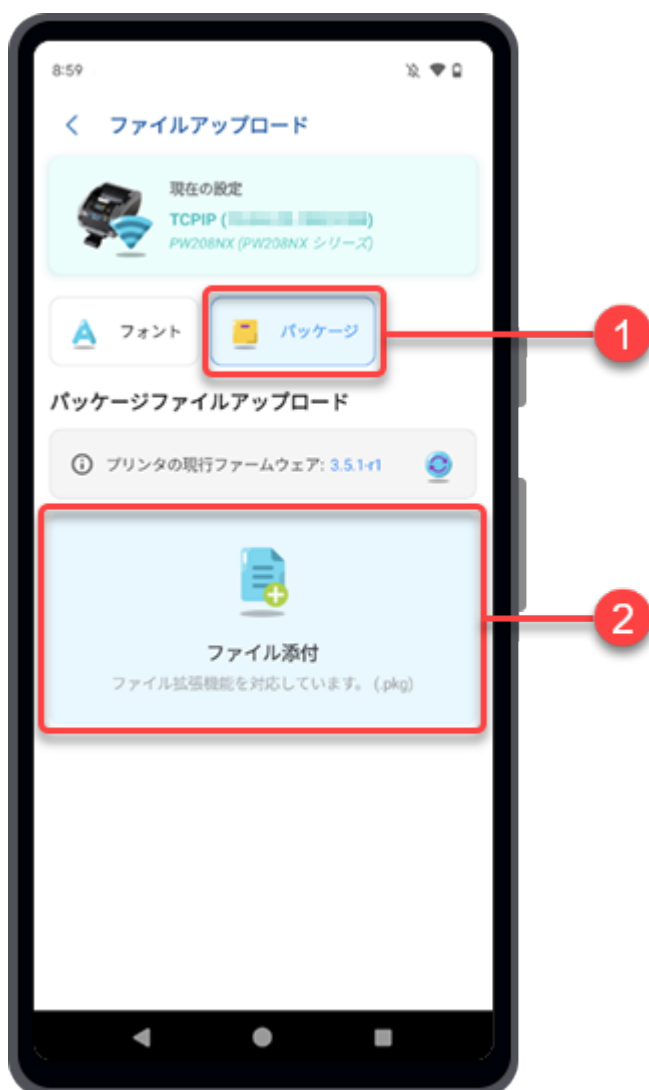 8:59
ファイルアップロード
現在の設定
TCPIP ( )
PW208NX (PW208NX シリーズ)
フォント
パッケージ
1
パッケージファイルアップロード
プリンタの現行ファームウェア: 3.5.1-r1
ファイル添付
2
ファイル拡張機能を対応しています。 (.pkg)